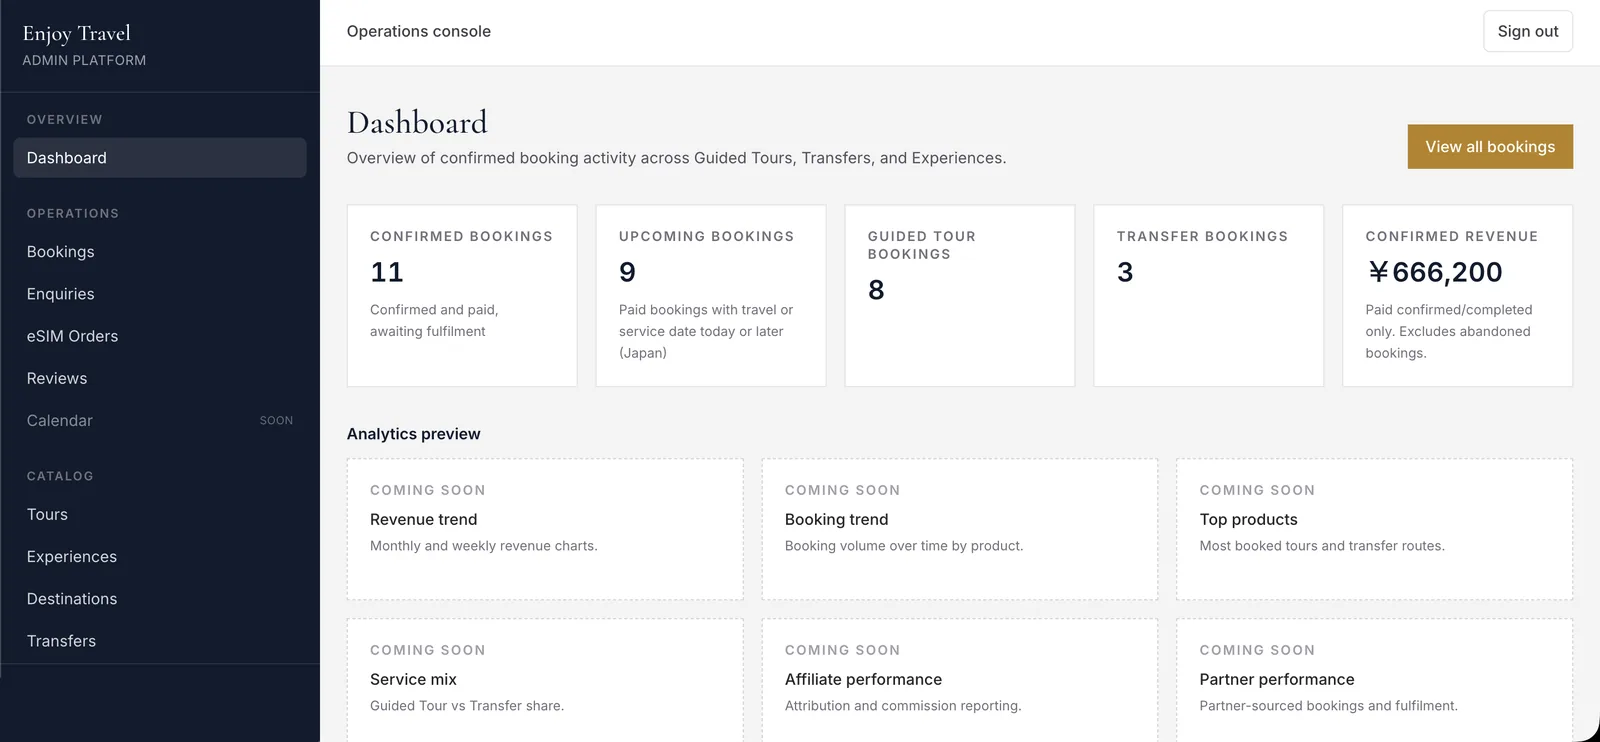 Enjoy Travel
ADMIN PLATFORM
OVERVIEW
Dashboard
OPERATIONS
Bookings
Enquiries
eSIM Orders
Reviews
Calendar SOON
CATALOG
Tours
Experiences
Destinations
Transfers
Operations console
Sign out
Dashboard
Overview of confirmed booking activity across Guided Tours, Transfers, and Experiences.
View all bookings
CONFIRMED BOOKINGS
11
Confirmed and paid,
awaiting fulfilment
UPCOMING BOOKINGS
9
Paid bookings with travel or
service date today or later
(Japan)
GUIDED TOUR
BOOKINGS
8
TRANSFER BOOKINGS
3
CONFIRMED REVENUE
¥666,200
Paid confirmed/completed
only. Excludes abandoned
bookings.
Analytics preview
COMING SOON
Revenue trend
Monthly and weekly revenue charts.
COMING SOON
Booking trend
Booking volume over time by product.
COMING SOON
Top products
Most booked tours and transfer routes.
COMING SOON
Service mix
Guided Tour vs Transfer share.
COMING SOON
Affiliate performance
Attribution and commission reporting.
COMING SOON
Partner performance
Partner-sourced bookings and fulfilment.